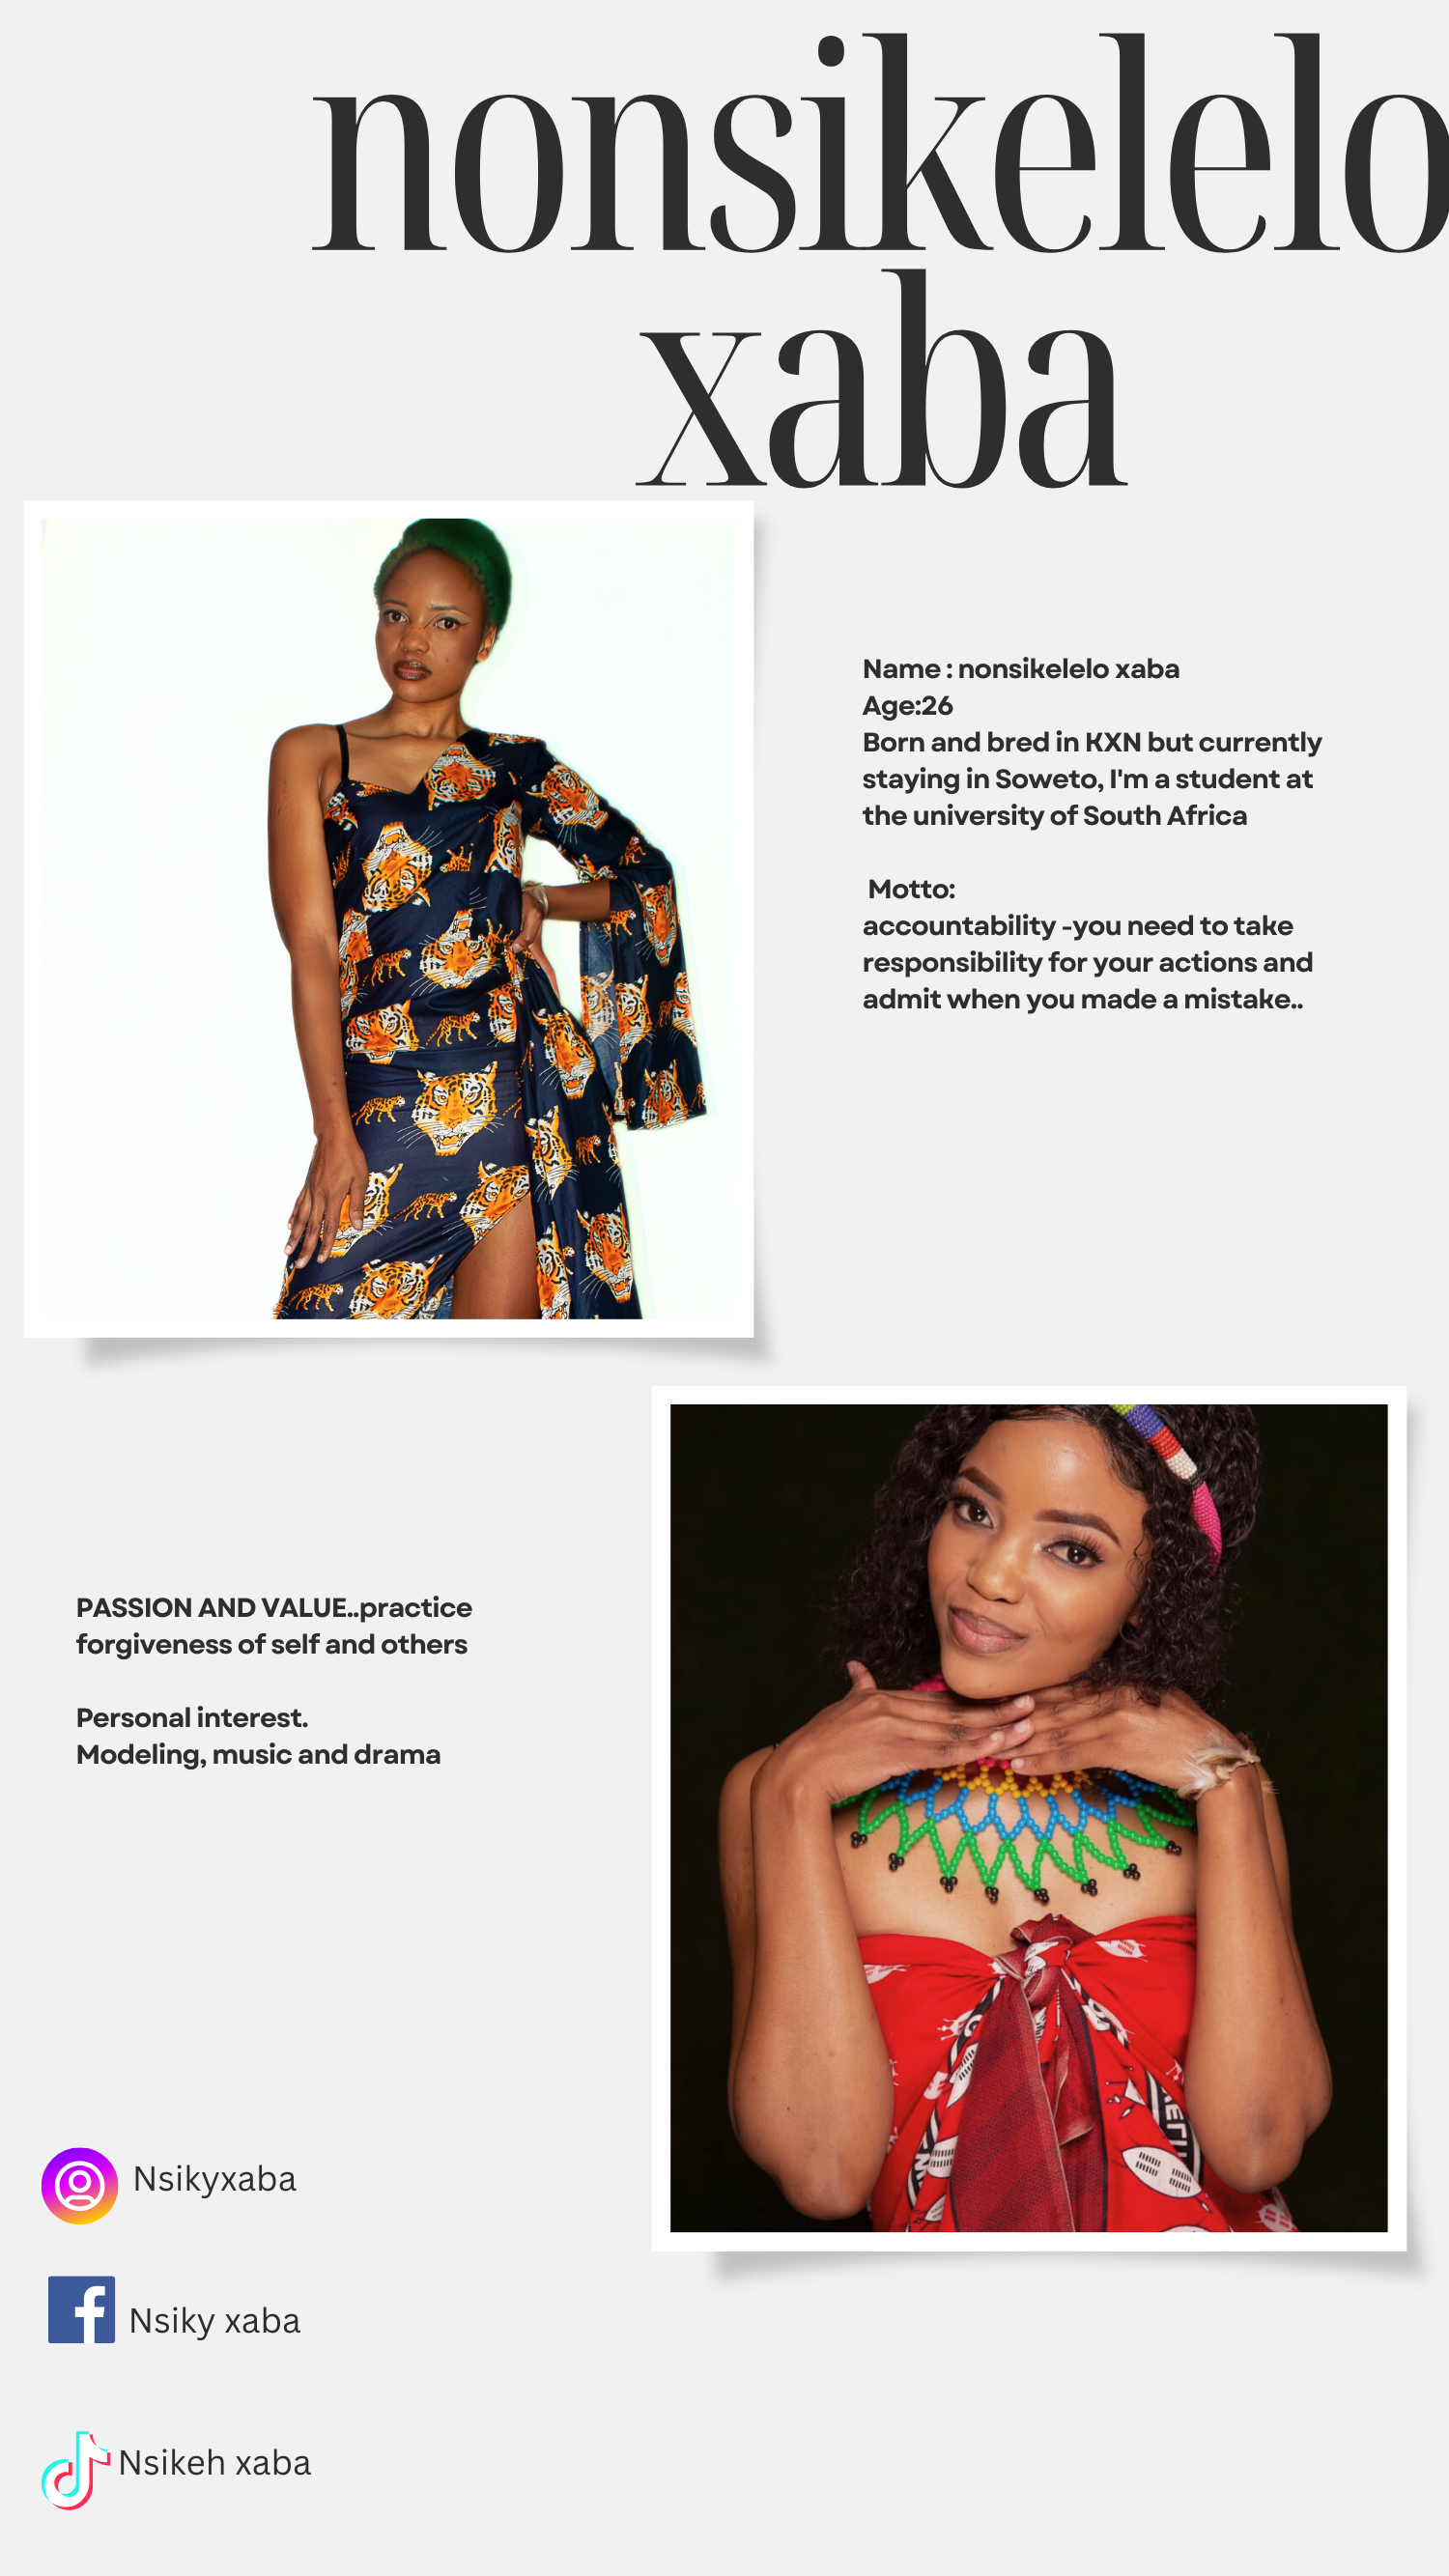 nonsikelelo
xaba
Name : nonsikelelo xaba
Age:26
Born and bred in KXN but currently
staying in Soweto, I'm a student at
the university of South Africa
Motto:
accountability -you need to take
responsibility for your actions and
admit when you made a mistake..
PASSION AND VALUE..practice
forgiveness of self and others
Personal interest.
Modeling, music and drama
Nsikyxaba
Nsiky xaba
Nsikeh xaba